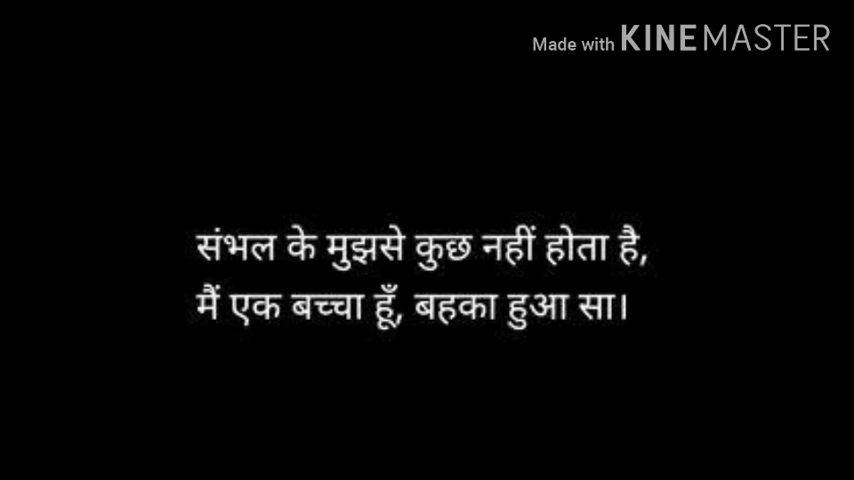 Made with KINEMASTER
संभल के मुझसे कुछ नहीं होता है,
मैं एक बच्चा हूँ, बहका हुआ सा।